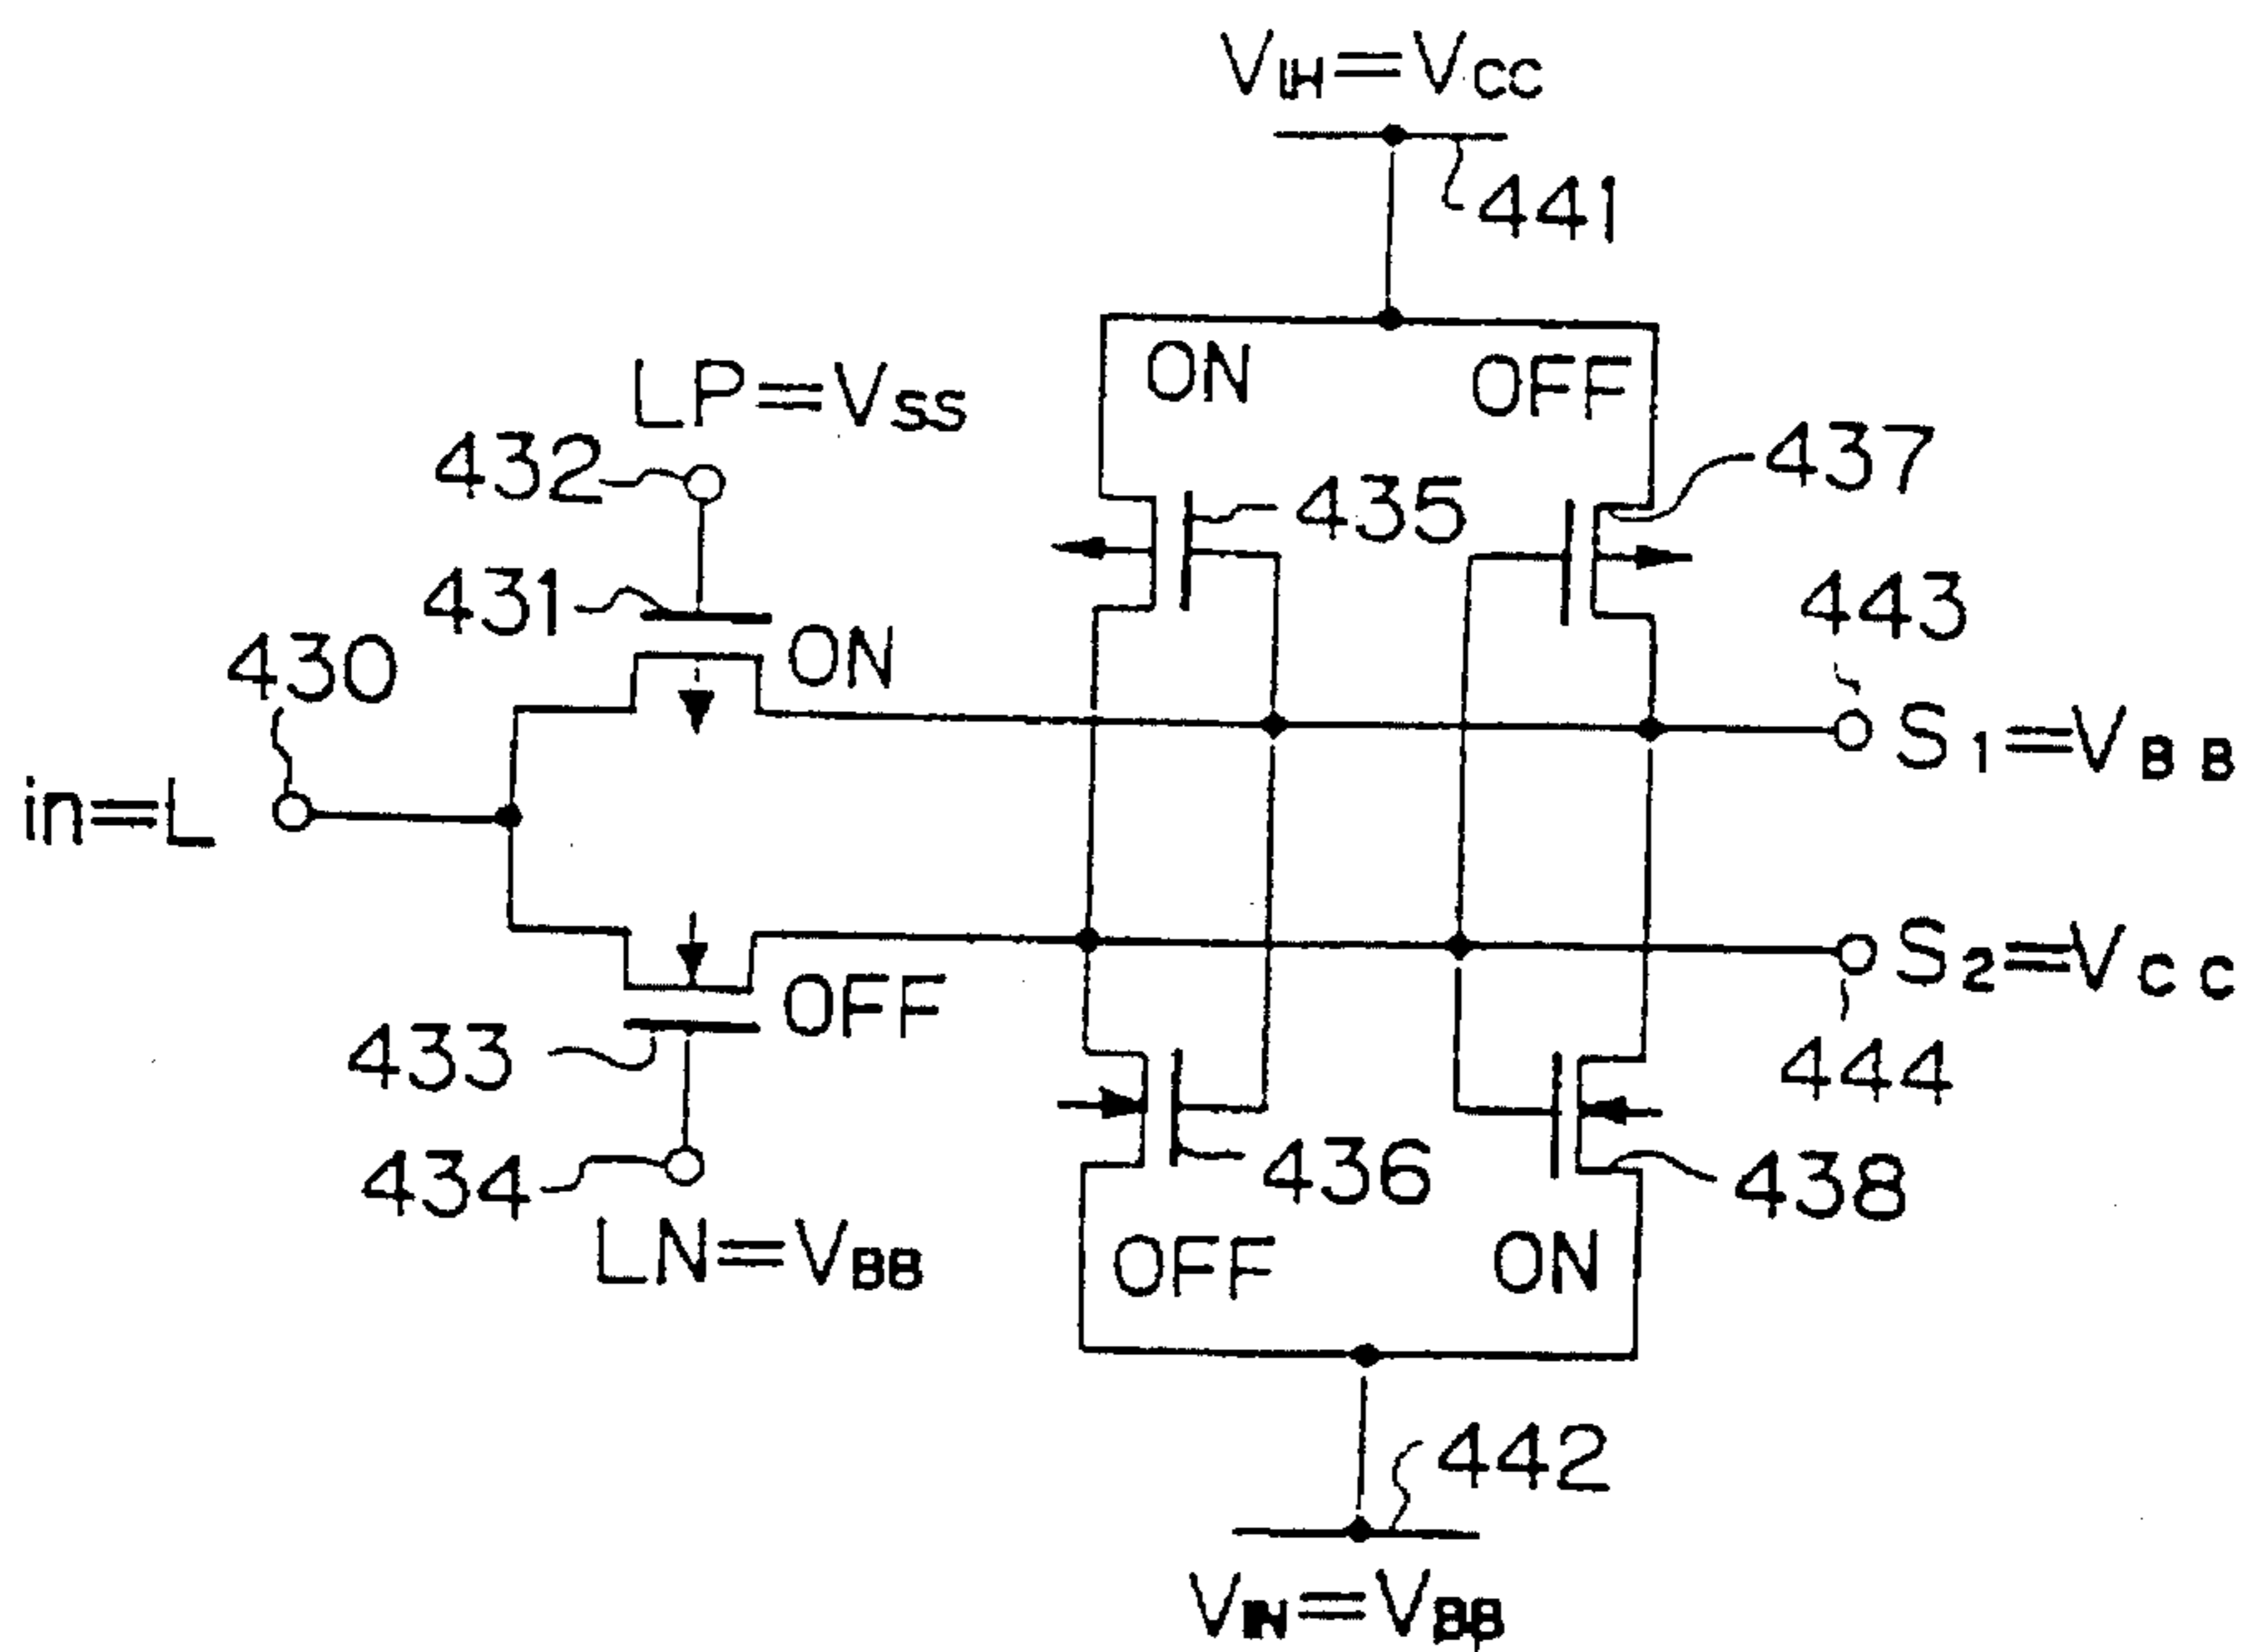 VIH=VCC
441
ON
OFF
LP=VSS
432
435
437
431
ON
443
430
S1=VBB
in=L
S2=VCC
OFF
433
444
434
436
438
LN=VBB
OFF
ON
442
VIN=VBB